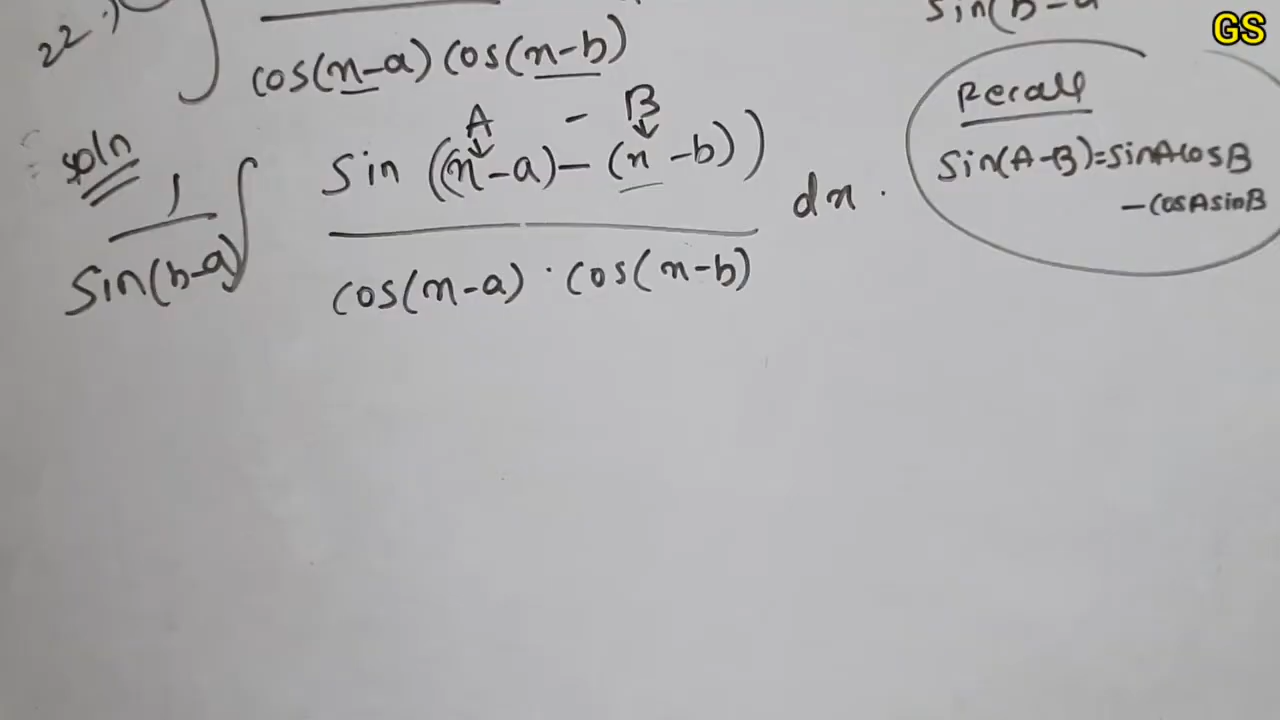 22.) ∫
cos(x-a) cos(x-b)
sin(b-a
GS
Recall
sin(A-B)=sinAcosB
-cosAsinB
A - B
soln
1/sin(b-a) ∫ sin((x-a)-(x-b))/cos(x-a)·cos(x-b) dx.